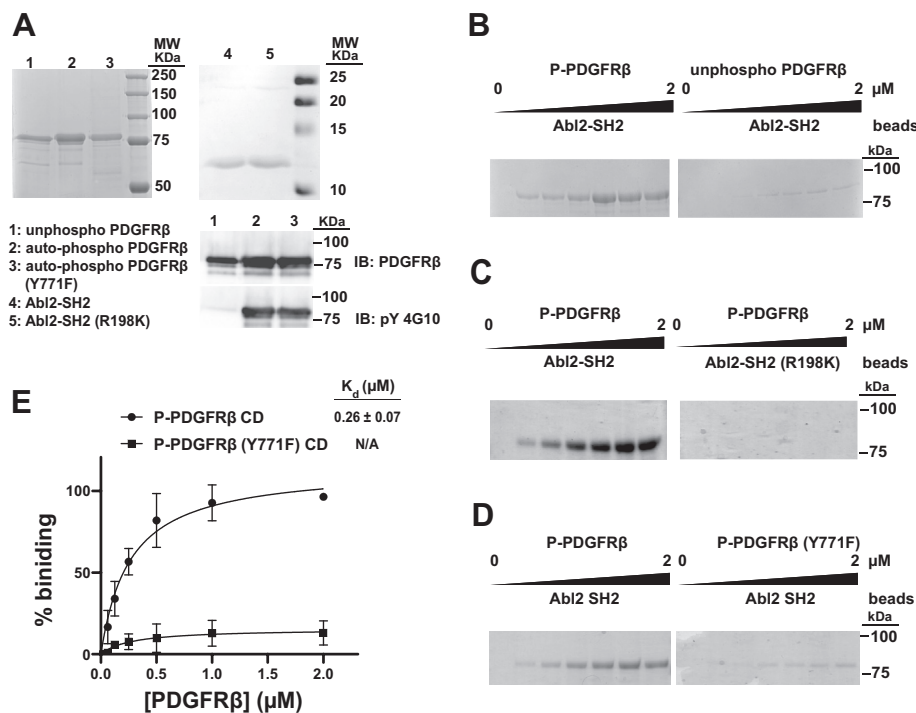 A
MW
KDa
1 2 3
250
150
100
75
50
4 5
MW
KDa
25
20
15
10
1: unphospho PDGFRβ
2: auto-phospho PDGFRβ
3: auto-phospho PDGFRβ
(Y771F)
4: Abl2-SH2
5: Abl2-SH2 (R198K)
1 2 3
KDa
–100
–75
IB: PDGFRβ
–100
–75
IB: pY 4G10
B
P-PDGFRβ unphospho PDGFRβ
0 2 0 2 μM
Abl2-SH2 Abl2-SH2 beads
kDa
–100
–75
C
P-PDGFRβ P-PDGFRβ
0 2 0 2 μM
Abl2-SH2 Abl2-SH2 (R198K) beads
kDa
–100
–75
D
P-PDGFRβ P-PDGFRβ (Y771F)
0 2 0 2 μM
Abl2 SH2 Abl2 SH2 beads
kDa
–100
–75
E
Kd (μM)
P-PDGFRβ CD 0.26 ± 0.07
P-PDGFRβ (Y771F) CD N/A
% biniding
100
50
0
0.0 0.5 1.0 1.5 2.0
[PDGFRβ] (μM)